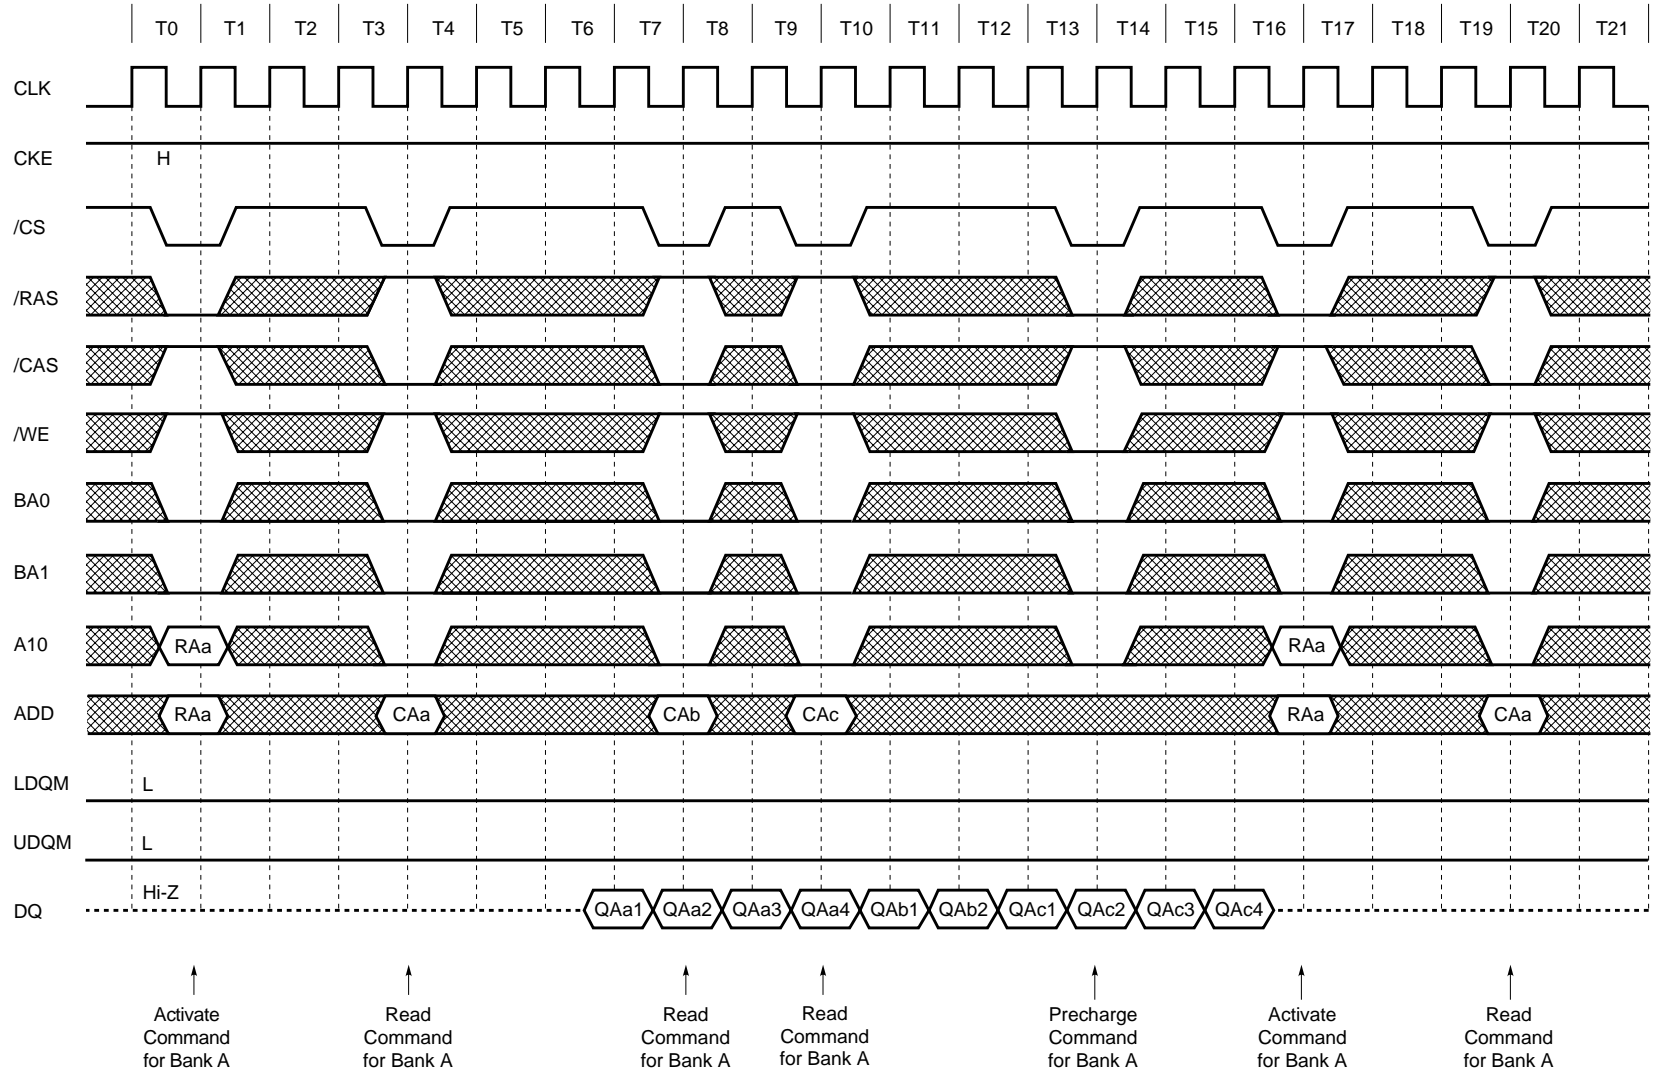 T0 T1 T2 T3 T4 T5 T6 T7 T8 T9 T10 T11 T12 T13 T14 T15 T16 T17 T18 T19 T20 T21
CLK
CKE H
/CS
/RAS
/CAS
/WE
BA0
BA1
A10 RAa RAa
ADD RAa CAa CAb CAc RAa CAa
LDQM L
UDQM L
Hi-Z
DQ QAa1 QAa2 QAa3 QAa4 QAb1 QAb2 QAc1 QAc2 QAc3 QAc4
Activate
Command
for Bank A
Read
Command
for Bank A
Read
Command
for Bank A
Read
Command
for Bank A
Precharge
Command
for Bank A
Activate
Command
for Bank A
Read
Command
for Bank A